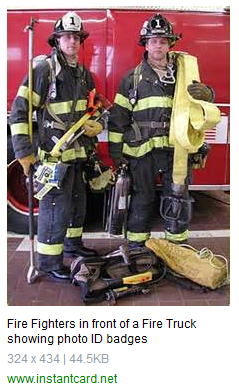 1
Fire Fighters in front of a Fire Truck
showing photo ID badges
324 x 434 | 44.5KB
www.instantcard.net